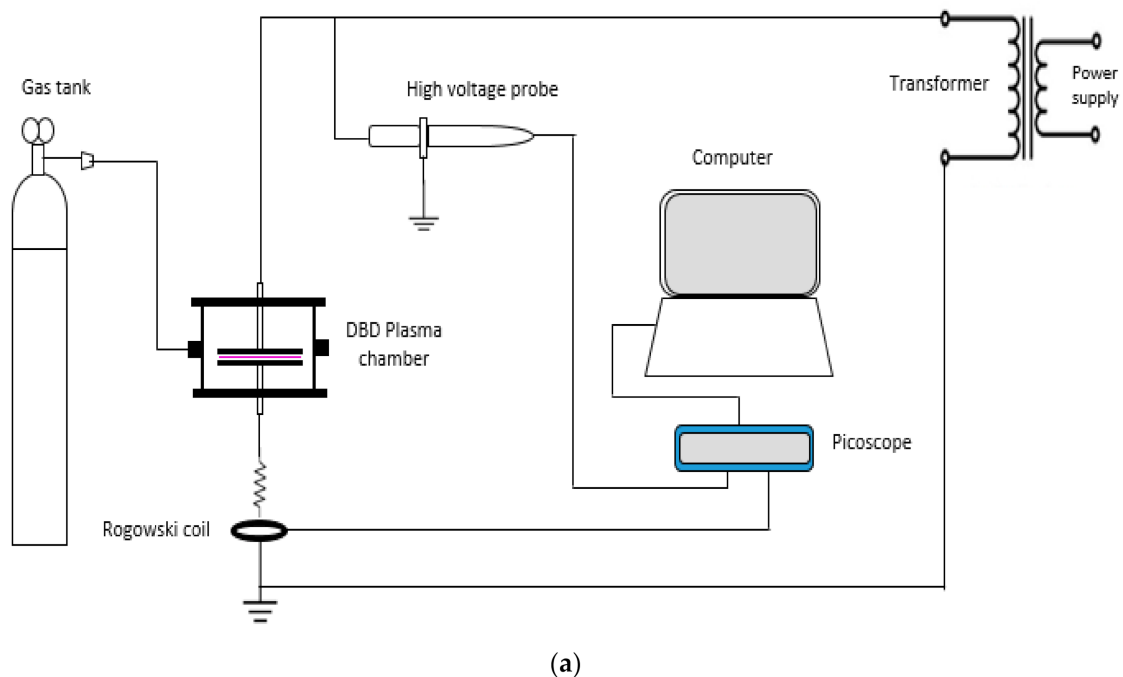 Gas tank
High voltage probe
Transformer
Power
supply
Computer
DBD Plasma
chamber
Picoscope
Rogowski coil
(a)